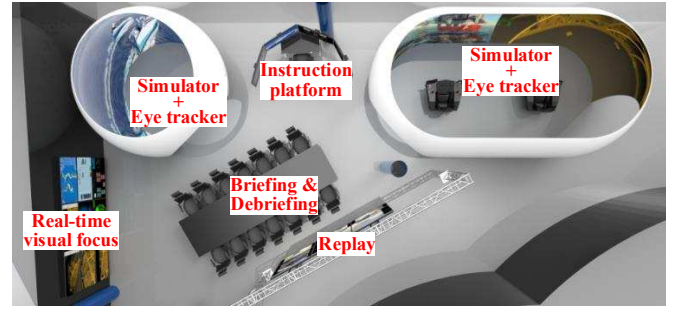 Simulator
+
Eye tracker
Instruction
platform
Simulator
+
Eye tracker
Briefing &
Debriefing
Real-time
visual focus
Replay